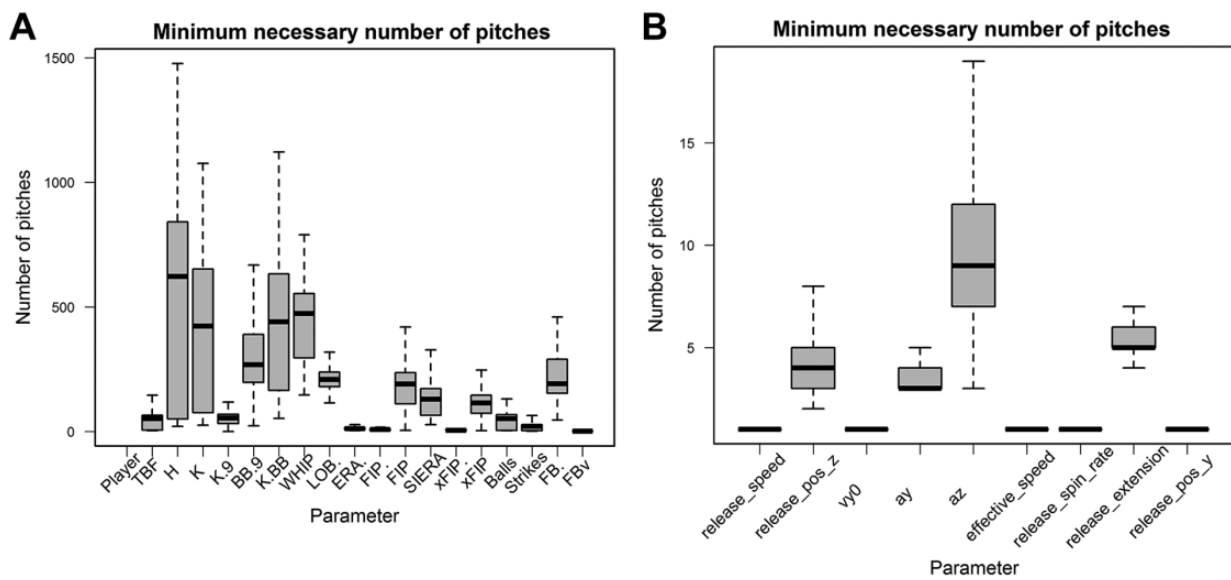 A
Minimum necessary number of pitches
Number of pitches
1500
1000
500
0
Player
TBF
H
K
K.9
BB.9
K.BB
WHIP
LOB.
ERA.
FIP.
FIP
SIERA
xFIP.
xFIP
Balls
Strikes
FB.
FBv
Parameter
B
Minimum necessary number of pitches
Number of pitches
15
10
5
release_speed
release_pos_z
vy0
ay
az
effective_speed
release_spin_rate
release_extension
release_pos_y
Parameter